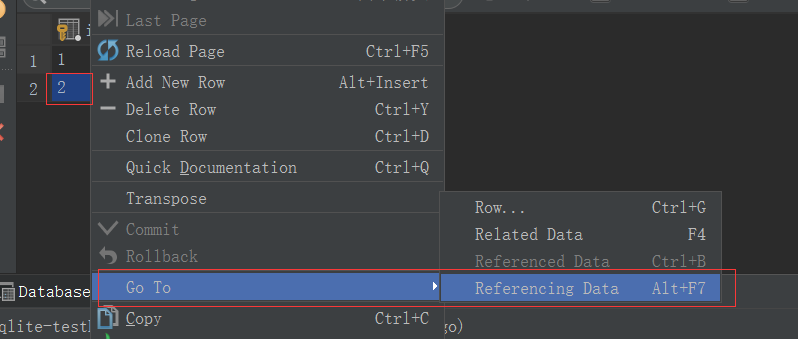 Last Page
i
Reload Page Ctrl+F5
1 1
Add New Row Alt+Insert
2 2
Delete Row Ctrl+Y
Clone Row Ctrl+D
Quick Documentation Ctrl+Q
Transpose
Row... Ctrl+G
Commit
Related Data F4
Rollback
Referenced Data Ctrl+B
Go To
Referencing Data Alt+F7
Database
Copy Ctrl+C
go)